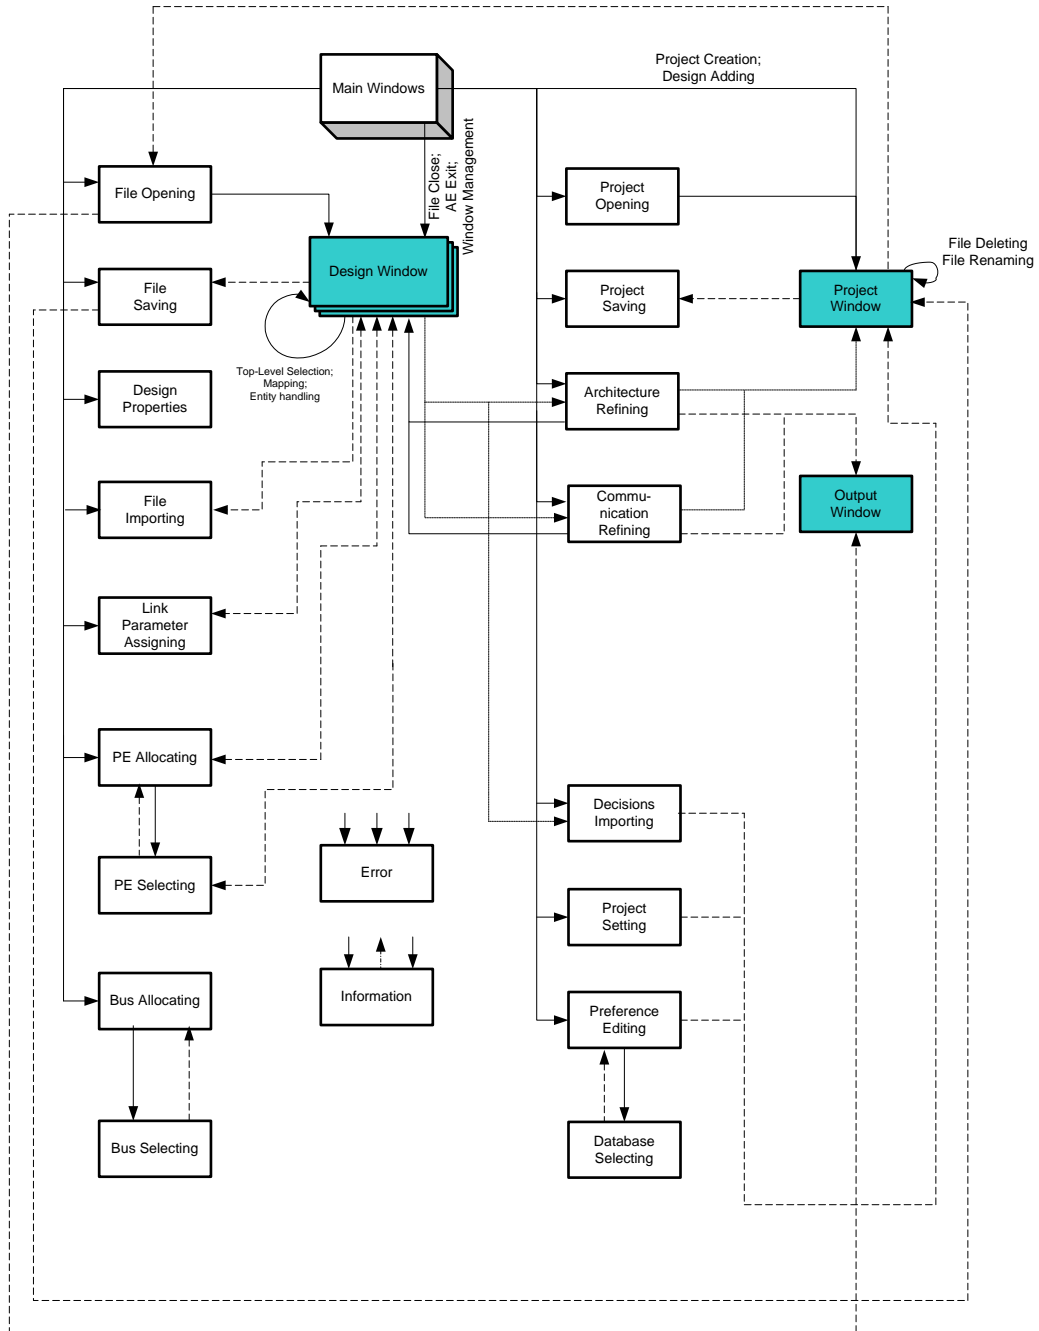 Project Creation;
Design Adding
Main Windows
File Close;
AE Exit;
Window Management
File Opening
Project
Opening
File Deleting
File Renaming
Design Window
File
Saving
Project
Saving
Project
Window
Top-Level Selection;
Mapping;
Entity handling
Design
Properties
Architecture
Refining
File
Importing
Commu-
nication
Refining
Output
Window
Link
Parameter
Assigning
PE Allocating
Decisions
Importing
PE Selecting
Error
Project
Setting
Bus Allocating
Information
Preference
Editing
Bus Selecting
Database
Selecting